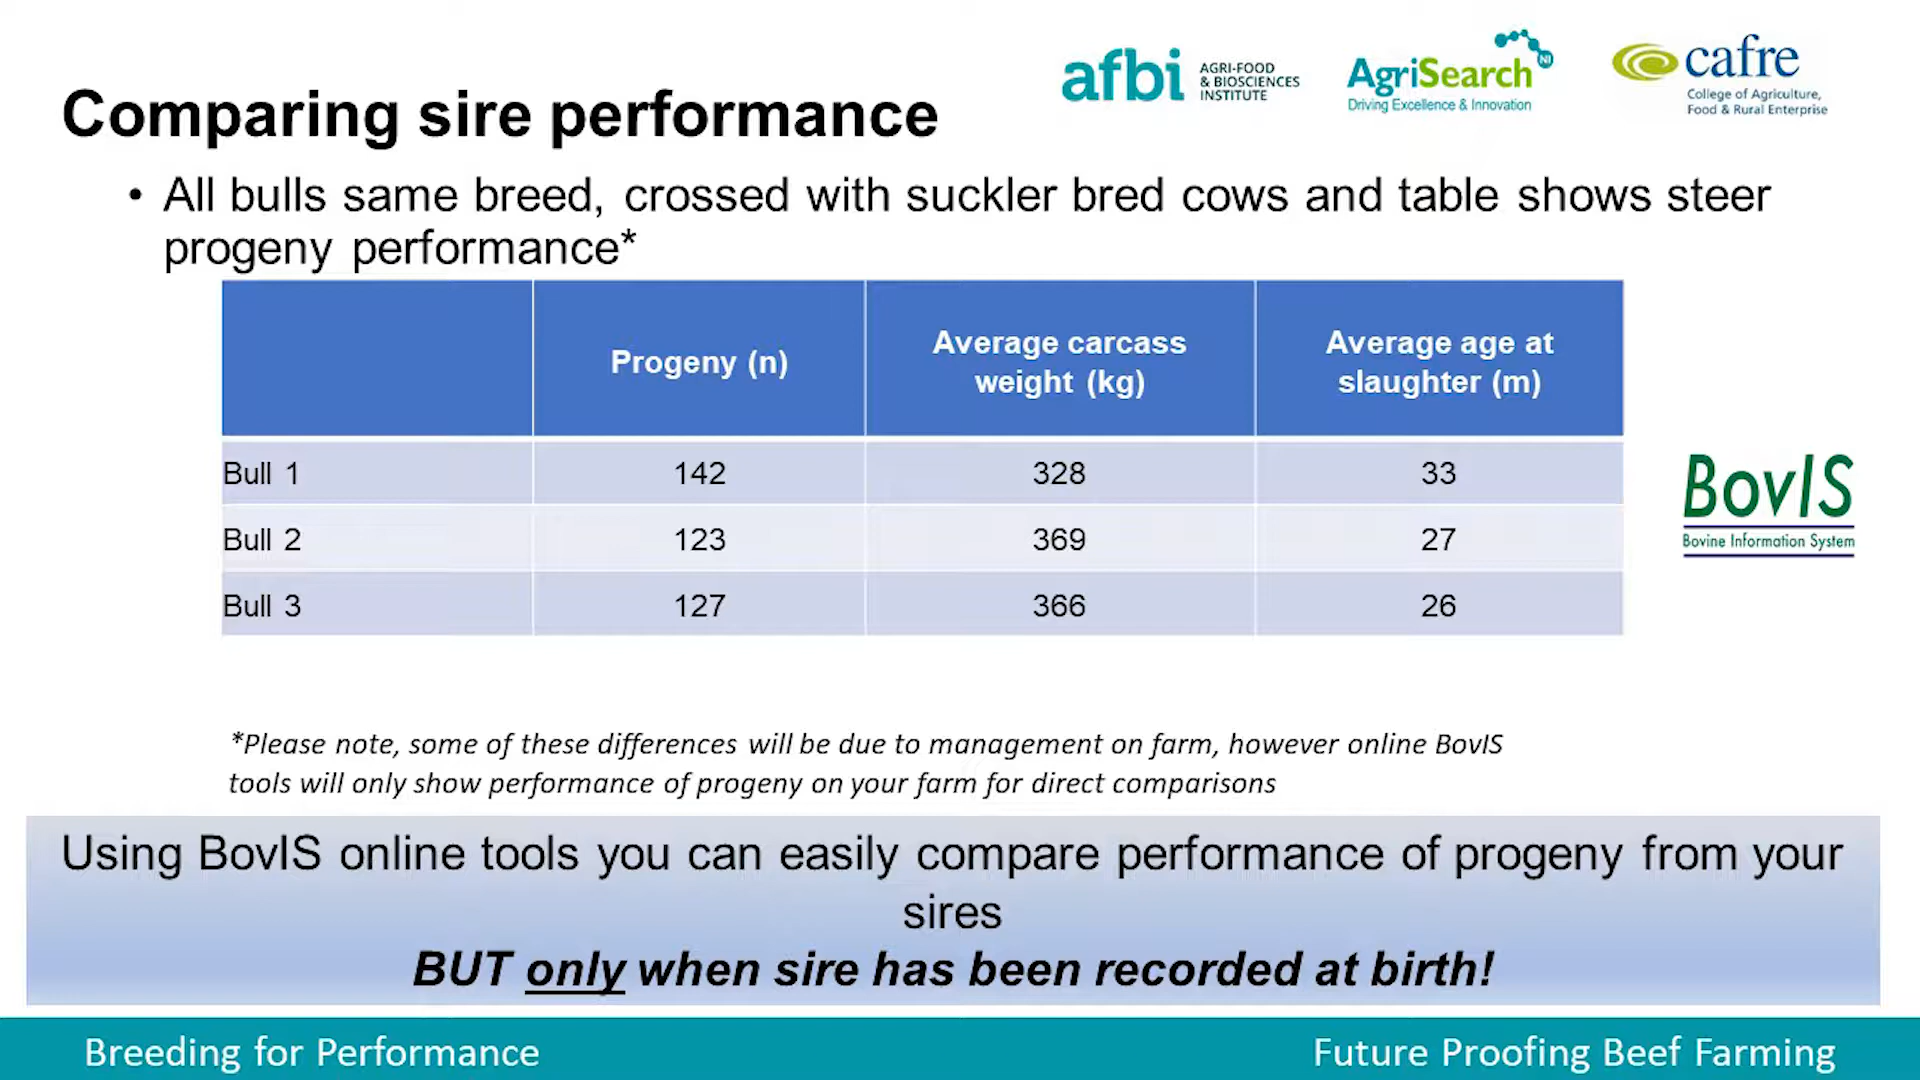 afbi AGRI-FOOD
& BIOSCIENCES
INSTITUTE
AgriSearch NI
Driving Excellence & Innovation
cafre
College of Agriculture,
Food & Rural Enterprise
Comparing sire performance
• All bulls same breed, crossed with suckler bred cows and table shows steer
progeny performance*
Progeny (n) Average carcass weight (kg) Average age at slaughter (m)
Bull 1 142 328 33
Bull 2 123 369 27
Bull 3 127 366 26
BovIS
Bovine Information System
*Please note, some of these differences will be due to management on farm, however online BovIS
tools will only show performance of progeny on your farm for direct comparisons
Using BovIS online tools you can easily compare performance of progeny from your
sires
BUT only when sire has been recorded at birth!
Breeding for Performance
Future Proofing Beef Farming